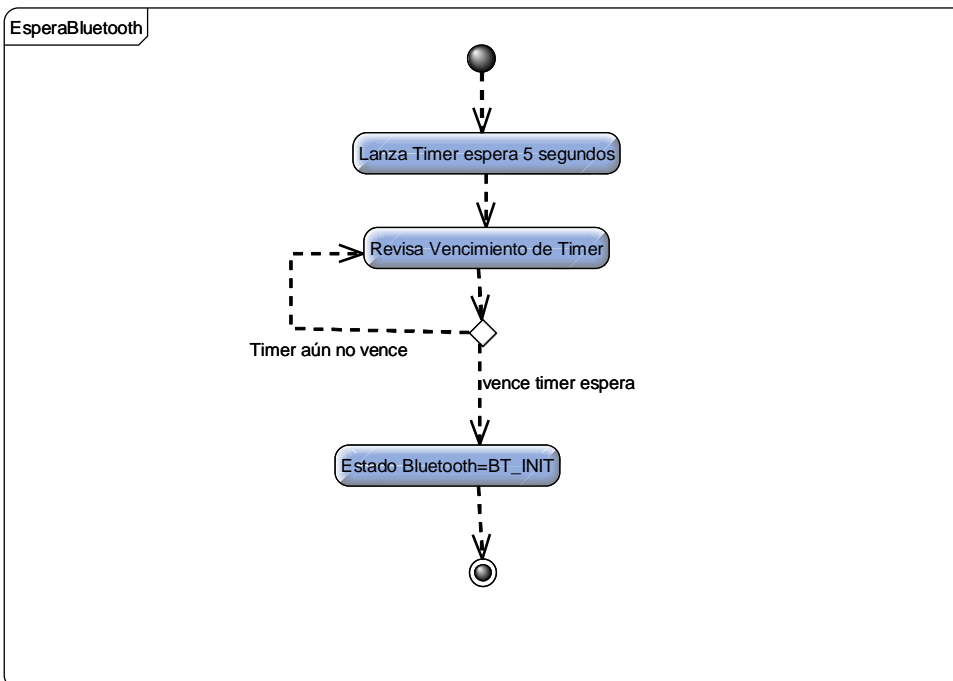 EsperaBluetooth
Lanza Timer espera 5 segundos
Revisa Vencimiento de Timer
Timer aún no vence
vence timer espera
Estado Bluetooth=BT_INIT